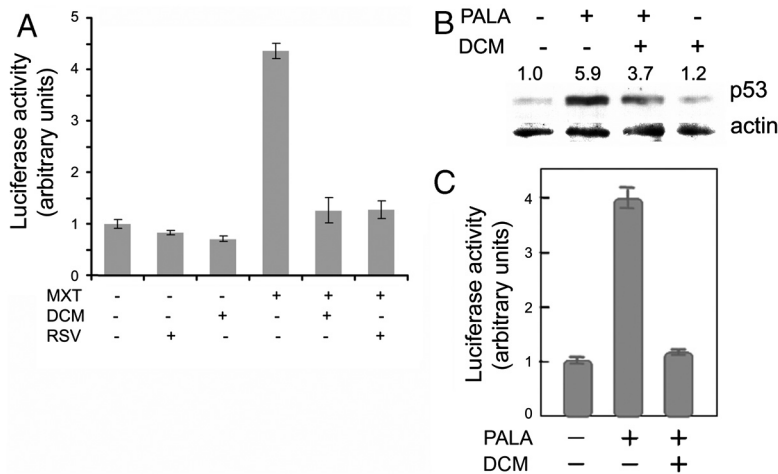 A
Luciferase activity
(arbitrary units)
5
4
3
2
1
0
MXT - - - + + +
DCM - - + - + -
RSV - + - - - +
B
PALA - + + -
DCM - - + +
1.0 5.9 3.7 1.2
p53
actin
C
Luciferase activity
(arbitrary units)
4
3
2
1
0
PALA - + +
DCM - - +